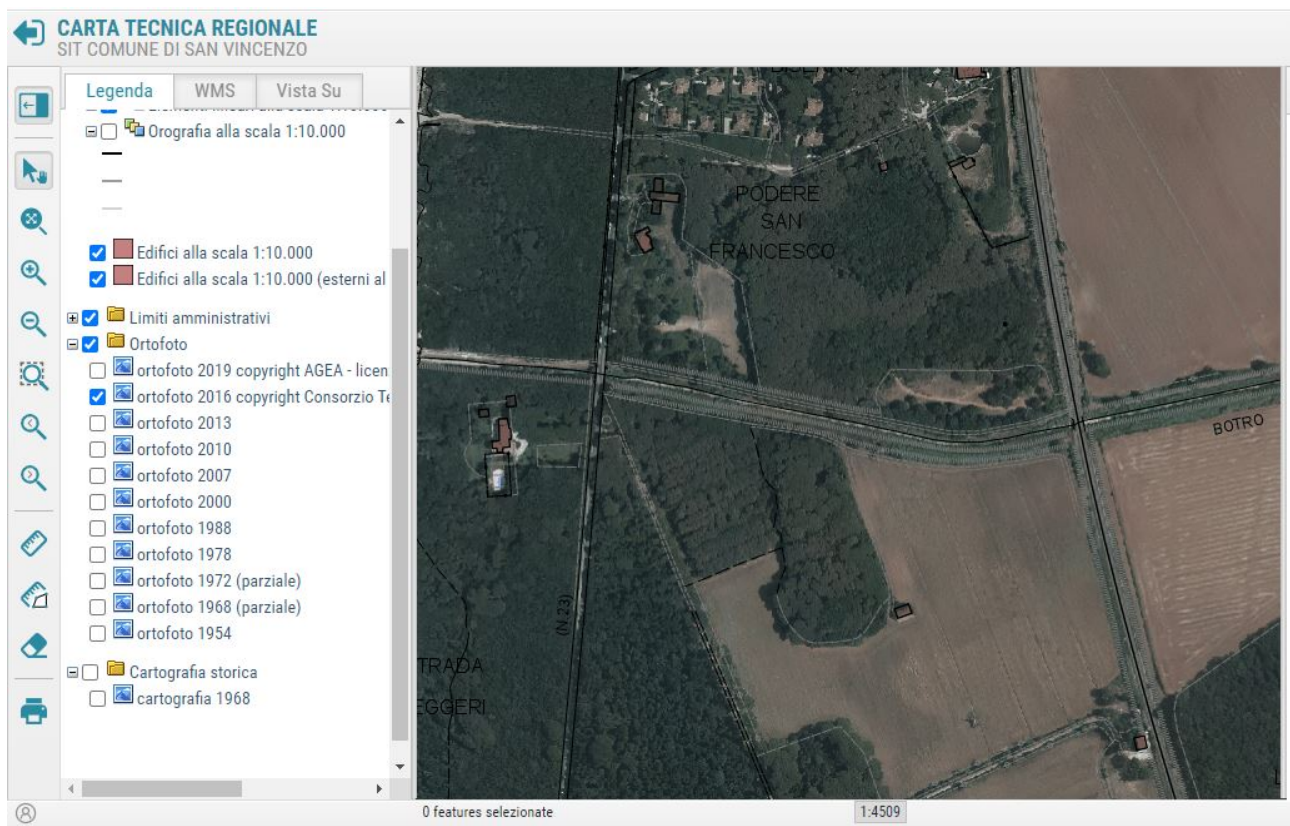 CARTA TECNICA REGIONALE
SIT COMUNE DI SAN VINCENZO
Legenda WMS Vista Su
Orografia alla scala 1:10.000
Edifici alla scala 1:10.000
Edifici alla scala 1:10.000 (esterni al
Limiti amministrativi
Ortofoto
ortofoto 2019 copyright AGEA - licen
ortofoto 2016 copyright Consorzio Te
ortofoto 2013
ortofoto 2010
ortofoto 2007
ortofoto 2000
ortofoto 1988
ortofoto 1978
ortofoto 1972 (parziale)
ortofoto 1968 (parziale)
ortofoto 1954
Cartografia storica
cartografia 1968
PODERE
SAN
FRANCESCO
BOTRO
(N 23)
TRADA
EGGERI
0 features selezionate
1:4509